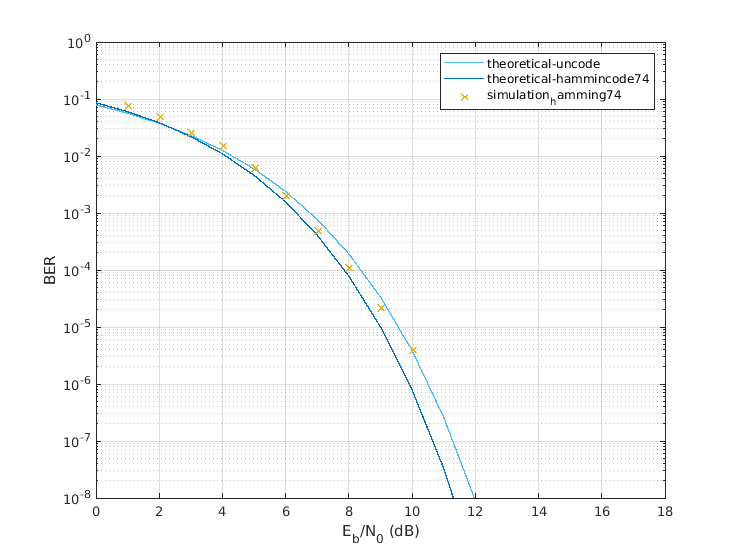 10^0
theoretical-uncode
theoretical-hammincode74
simulation_hamming74
10^-1
10^-2
10^-3
10^-4
10^-5
10^-6
10^-7
10^-8
BER
0 2 4 6 8 10 12 14 16 18
E_b/N_0 (dB)